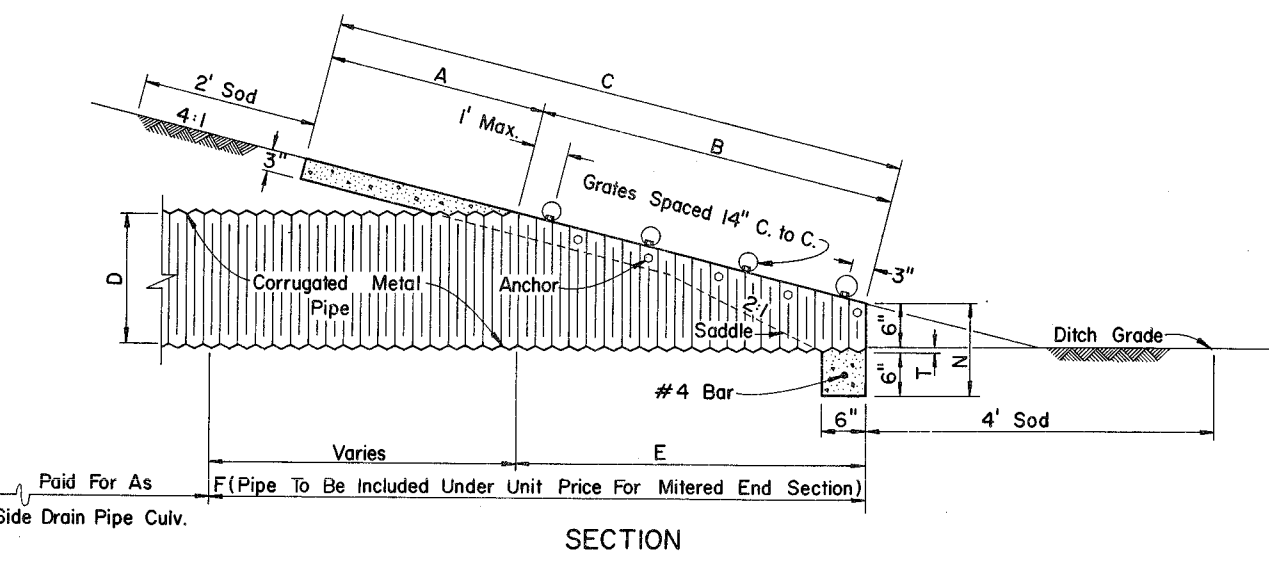 C
A
2' Sod
4:1
1' Max.
B
3"
Grates Spaced 14" C. to C.
3"
D
Corrugated Metal
Pipe
Anchor
2:1
Saddle
6"
Ditch Grade
6"
T
N
#4 Bar
6"
4' Sod
Varies
E
Paid For As
F(Pipe To Be Included Under Unit Price For Mitered End Section)
Side Drain Pipe Culv.
SECTION